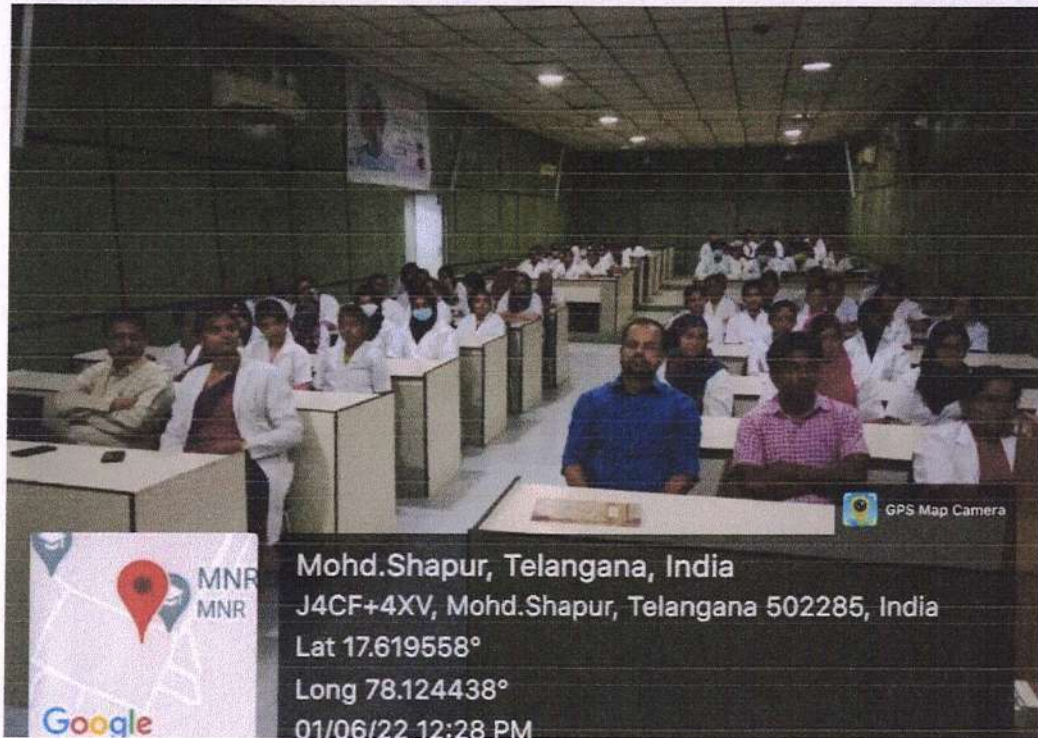 GPS Map Camera
MNR
MNR
Google
Mohd.Shapur, Telangana, India
J4CF+4XV, Mohd.Shapur, Telangana 502285, India
Lat 17.619558°
Long 78.124438°
01/06/22 12:28 PM